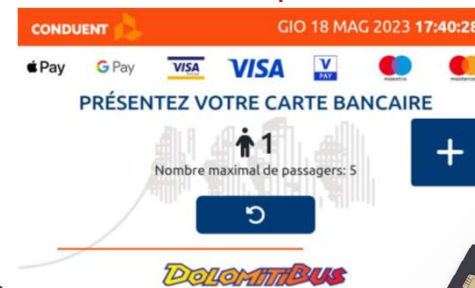 CONDUENT GIO 18 MAG 2023 17:40:28
Pay G Pay VISA VISA V PAY maestro
PRÉSENTEZ VOTRE CARTE BANCAIRE
1
Nombre maximal de passagers: 5
+
DOLOMITIBUS